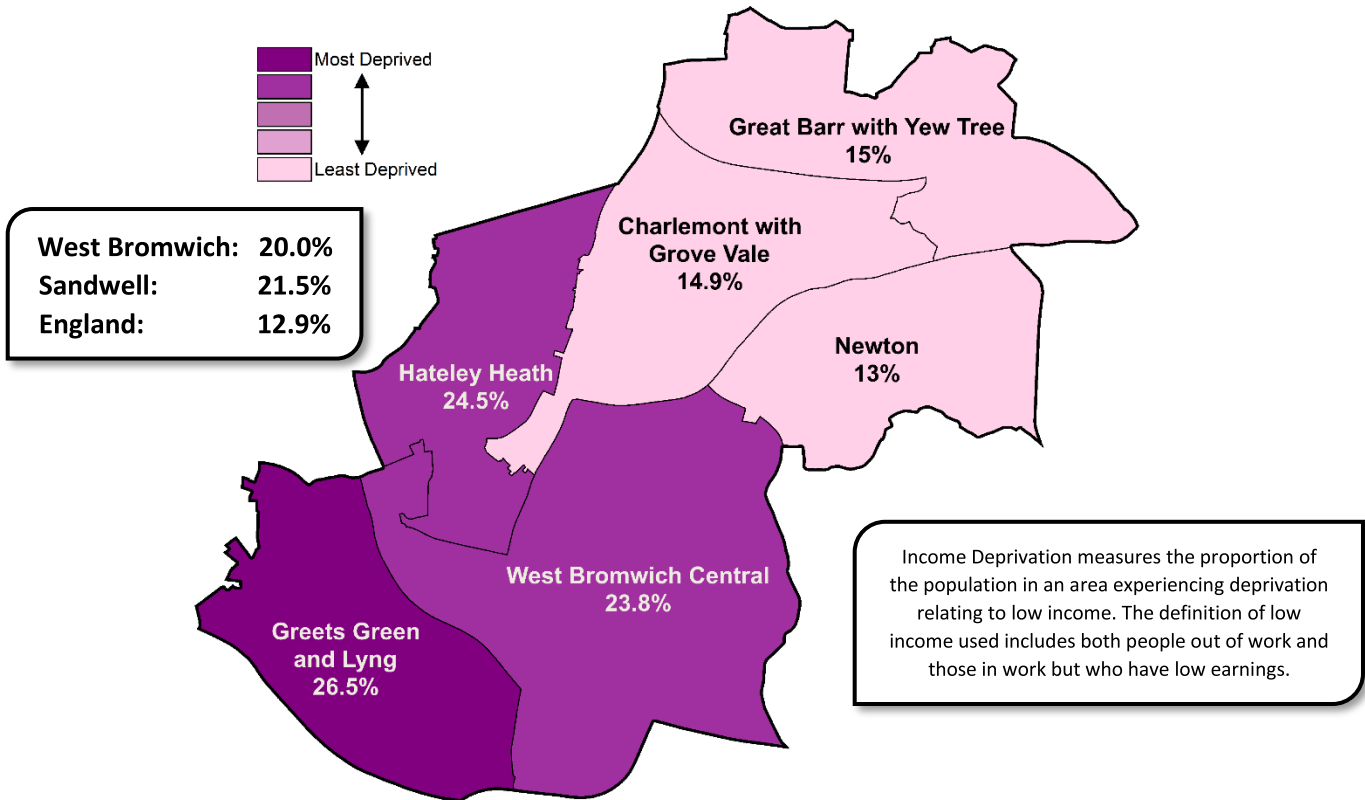 Most Deprived
Least Deprived
West Bromwich: 20.0%
Sandwell: 21.5%
England: 12.9%
Great Barr with Yew Tree
15%
Charlemont with
Grove Vale
14.9%
Newton
13%
Hateley Heath
24.5%
West Bromwich Central
23.8%
Greets Green
and Lyng
26.5%
Income Deprivation measures the proportion of
the population in an area experiencing deprivation
relating to low income. The definition of low
income used includes both people out of work and
those in work but who have low earnings.